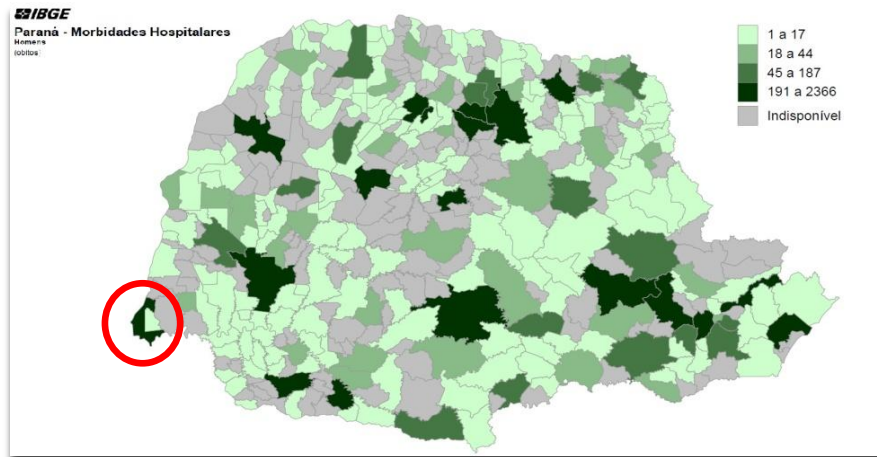 IBGE
Paraná - Morbidades Hospitalares
Homens
(óbitos)
1 a 17
18 a 44
45 a 187
191 a 2366
Indisponível